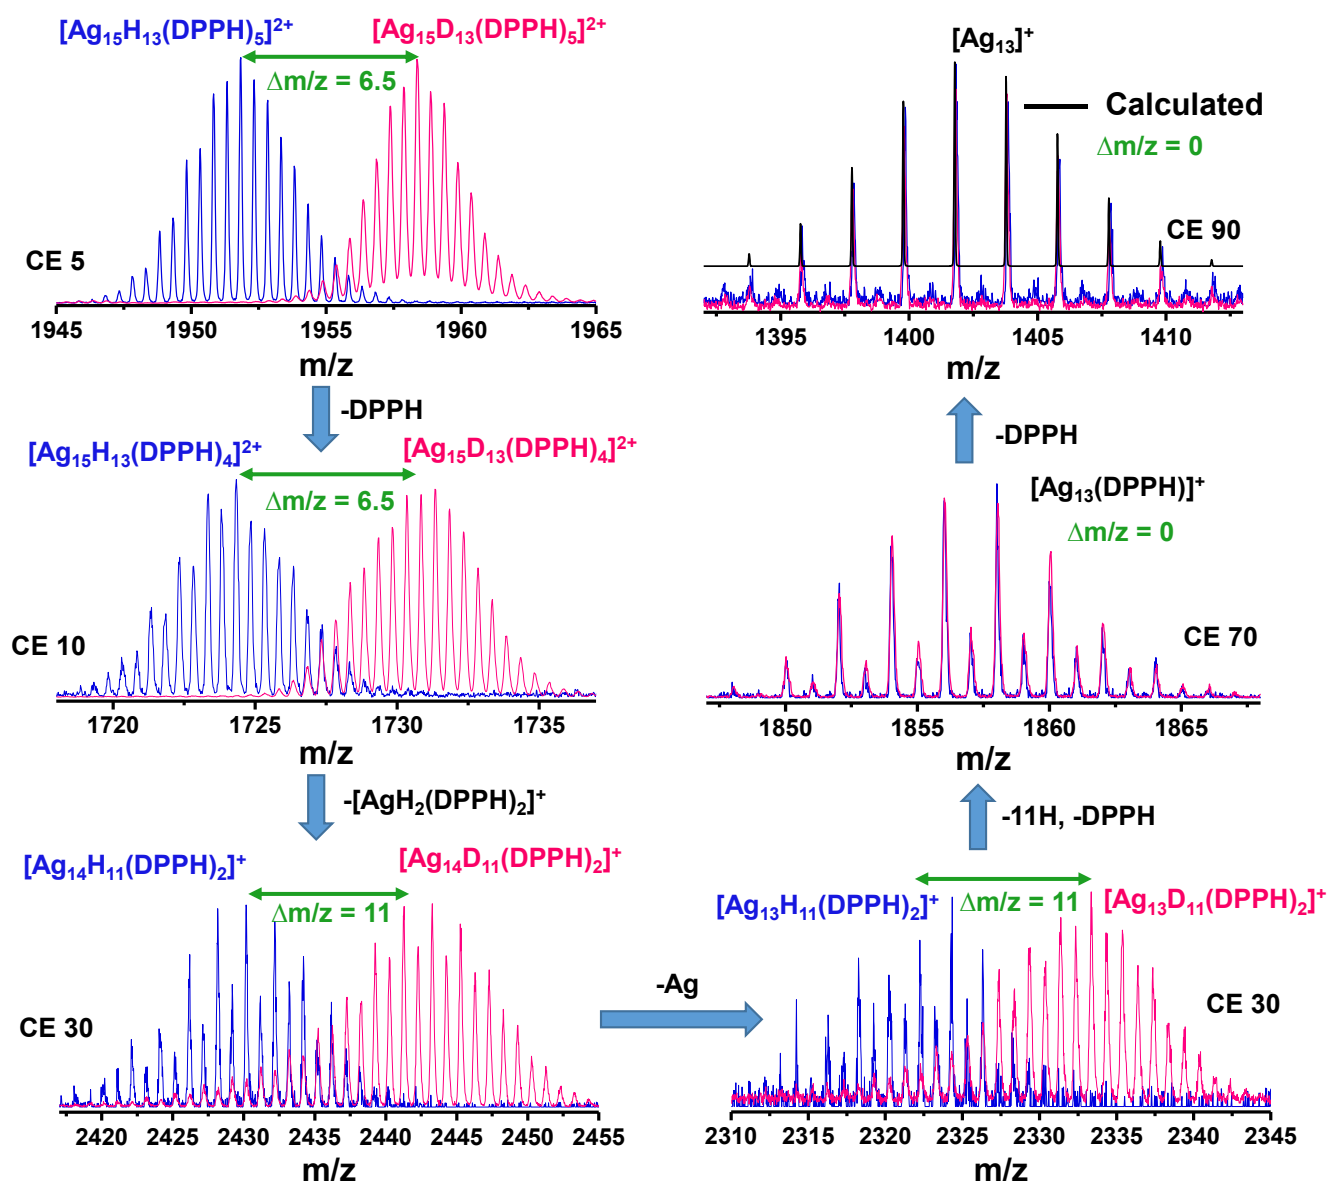 [Ag₁₅H₁₃(DPPH)₅]²⁺
[Ag₁₅D₁₃(DPPH)₅]²⁺
Δm/z = 6.5
CE 5
1945 1950 1955 1960 1965
m/z
-DPPH
[Ag₁₅H₁₃(DPPH)₄]²⁺
[Ag₁₅D₁₃(DPPH)₄]²⁺
Δm/z = 6.5
CE 10
1720 1725 1730 1735
m/z
-[AgH₂(DPPH)₂]⁺
[Ag₁₄H₁₁(DPPH)₂]⁺
[Ag₁₄D₁₁(DPPH)₂]⁺
Δm/z = 11
CE 30
2420 2425 2430 2435 2440 2445 2450 2455
m/z
-Ag
[Ag₁₃H₁₁(DPPH)₂]⁺
[Ag₁₃D₁₁(DPPH)₂]⁺
Δm/z = 11
CE 30
2310 2315 2320 2325 2330 2335 2340 2345
m/z
-11H, -DPPH
[Ag₁₃(DPPH)]⁺
Δm/z = 0
CE 70
1850 1855 1860 1865
m/z
-DPPH
[Ag₁₃]⁺
Calculated
Δm/z = 0
CE 90
1395 1400 1405 1410
m/z